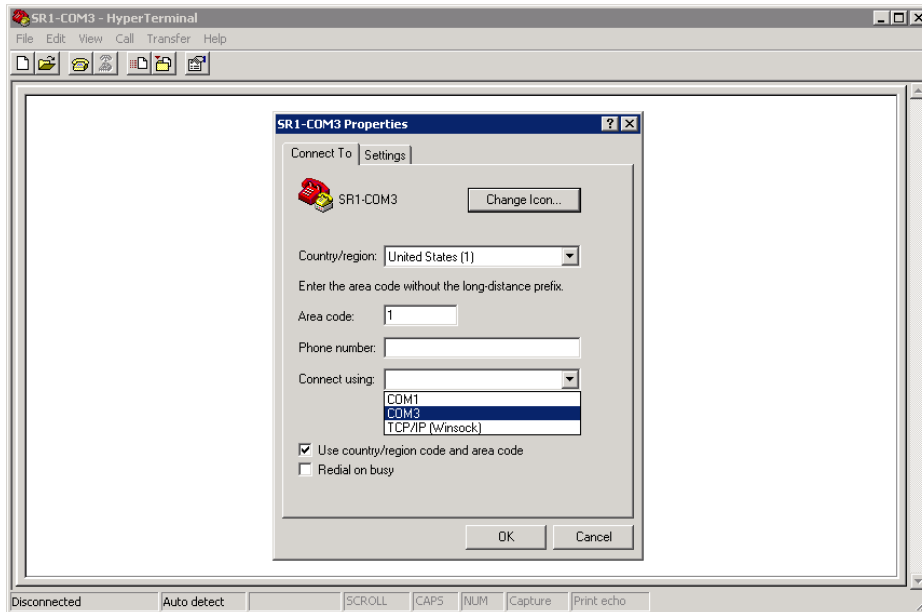 SR1-COM3 - HyperTerminal
File Edit View Call Transfer Help
SR1-COM3 Properties
Connect To Settings
SR1-COM3 Change Icon...
Country/region: United States (1)
Enter the area code without the long-distance prefix.
Area code: 1
Phone number:
Connect using:
COM1
COM3
TCP/IP (Winsock)
Use country/region code and area code
Redial on busy
OK Cancel
Disconnected Auto detect SCROLL CAPS NUM Capture Print echo